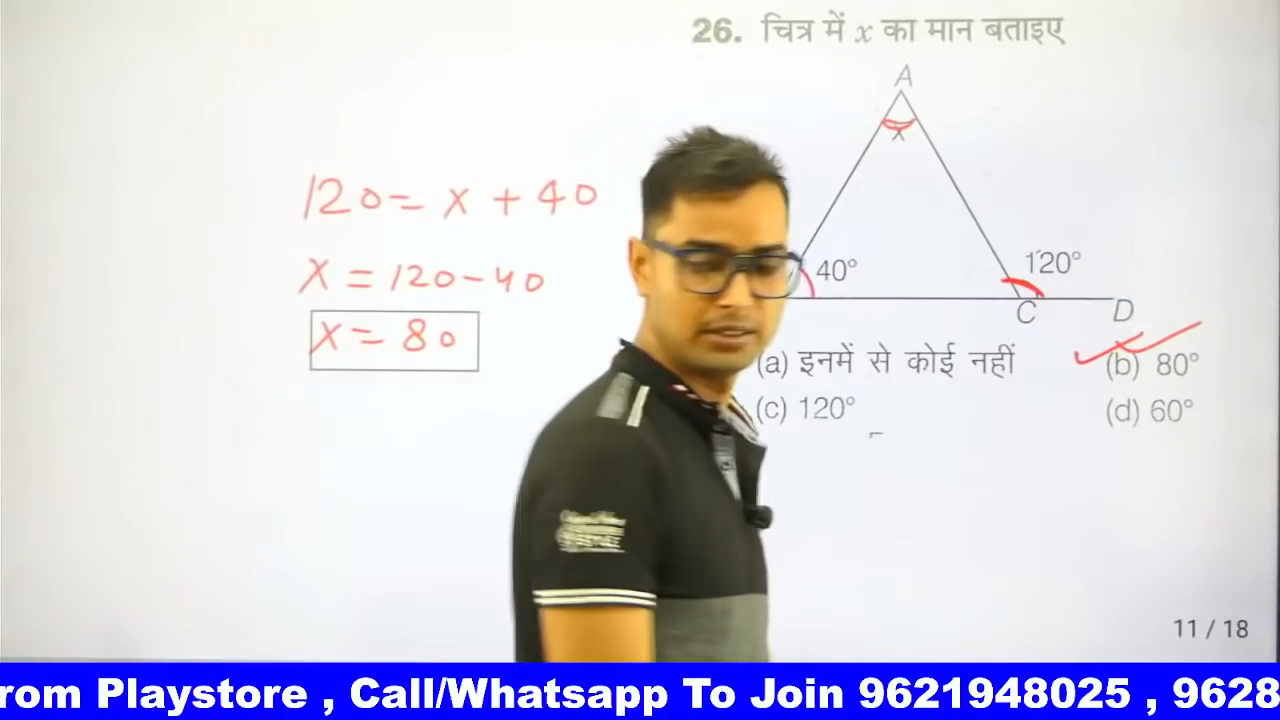 26. चित्र में x का मान बताइए
A
x
120 = x + 40
40°
120°
x = 120 - 40
C
D
x = 80
(a) इनमें से कोई नहीं
(b) 80°
(c) 120°
(d) 60°
11 / 18
rom Playstore , Call/Whatsapp To Join 9621948025 , 9628